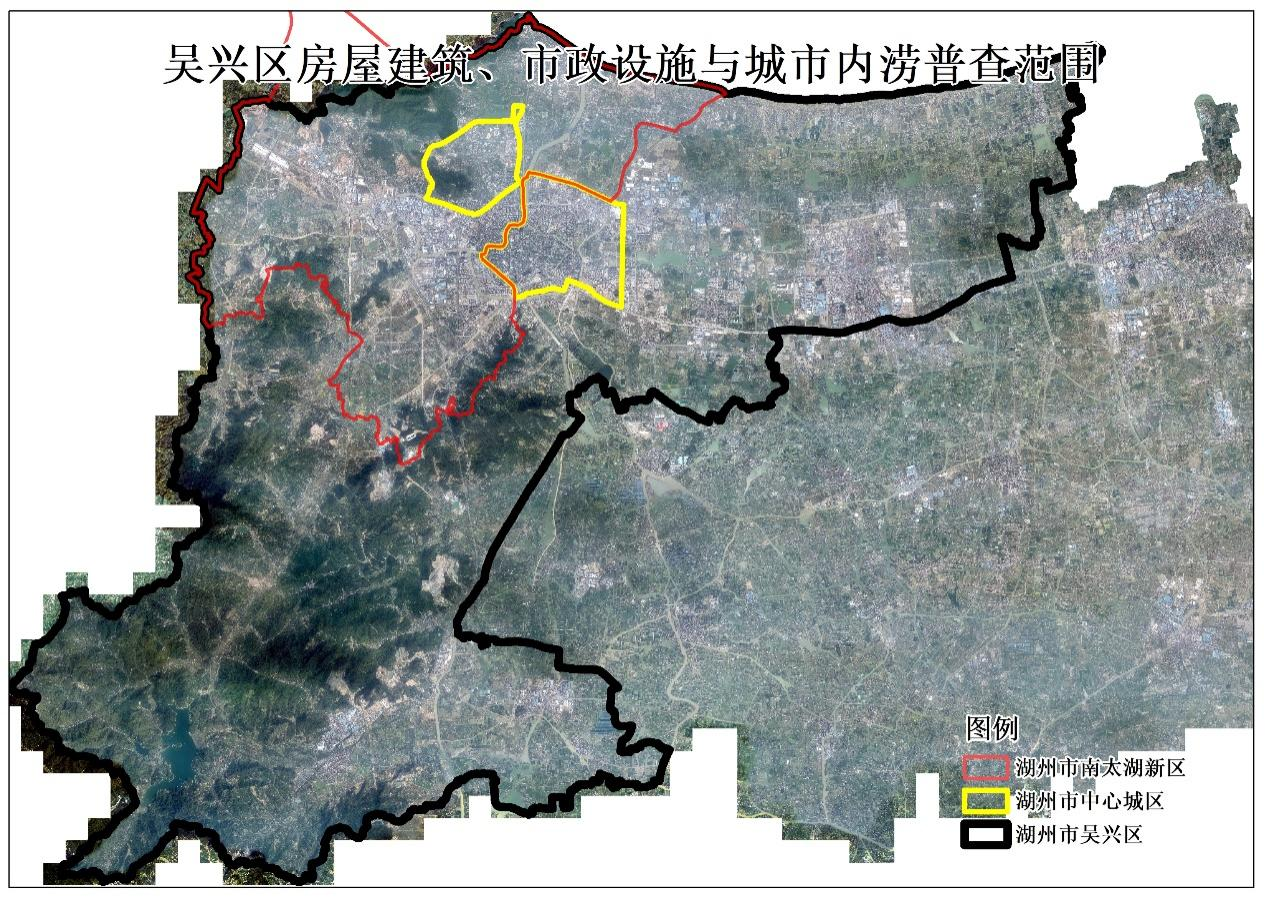 吴兴区房屋建筑、市政设施与城市内涝普查范围
图例
湖州市南太湖新区
湖州市中心城区
湖州市吴兴区